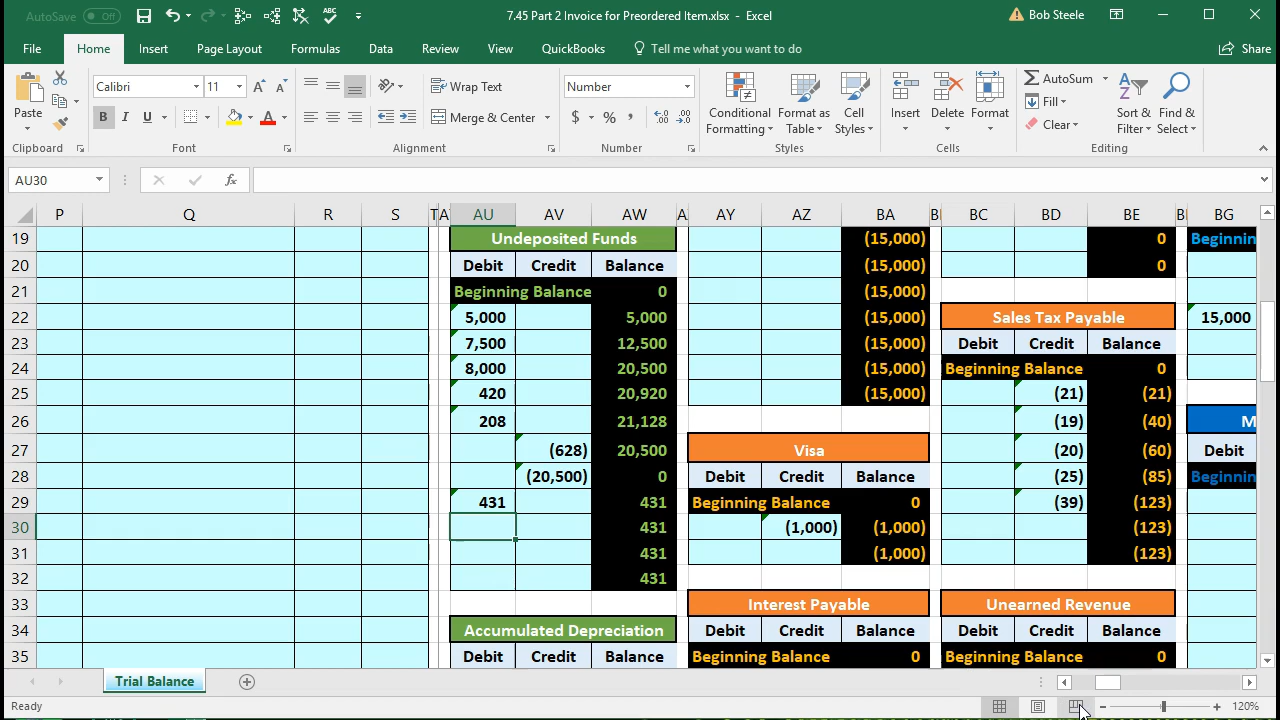 AutoSave Off 7.45 Part 2 Invoice for Preordered Item.xlsx - Excel Bob Steele
File Home Insert Page Layout Formulas Data Review View QuickBooks Tell me what you want to do Share
Calibri 11 Wrap Text Number AutoSum
Paste Conditional Formatting Format as Table Cell Styles Insert Delete Format Fill Sort & Filter Find & Select
B I U A Merge & Center $ % , Clear
Clipboard Font Alignment Number Styles Cells Editing
AU30 fx
P Q R S T AU AV AW AY AZ BA BC BD BE BG
19 Undeposited Funds (15,000) 0 Beginnin
20 Debit Credit Balance (15,000) 0
21 Beginning Balance 0 (15,000)
22 5,000 5,000 (15,000) Sales Tax Payable 15,000
23 7,500 12,500 (15,000) Debit Credit Balance
24 8,000 20,500 (15,000) Beginning Balance 0
25 420 20,920 (15,000) (21) (21)
26 208 21,128 (19) (40) M
27 (628) 20,500 Visa (20) (60) Debit
28 (20,500) 0 Debit Credit Balance (25) (85) Beginnin
29 431 431 Beginning Balance 0 (39) (123)
30 431 (1,000) (1,000) (123)
31 431 (1,000) (123)
32 431
33 Interest Payable Unearned Revenue
34 Accumulated Depreciation Debit Credit Balance Debit Credit Balance
35 Debit Credit Balance Beginning Balance 0 Beginning Balance 0
Trial Balance
Ready 120%